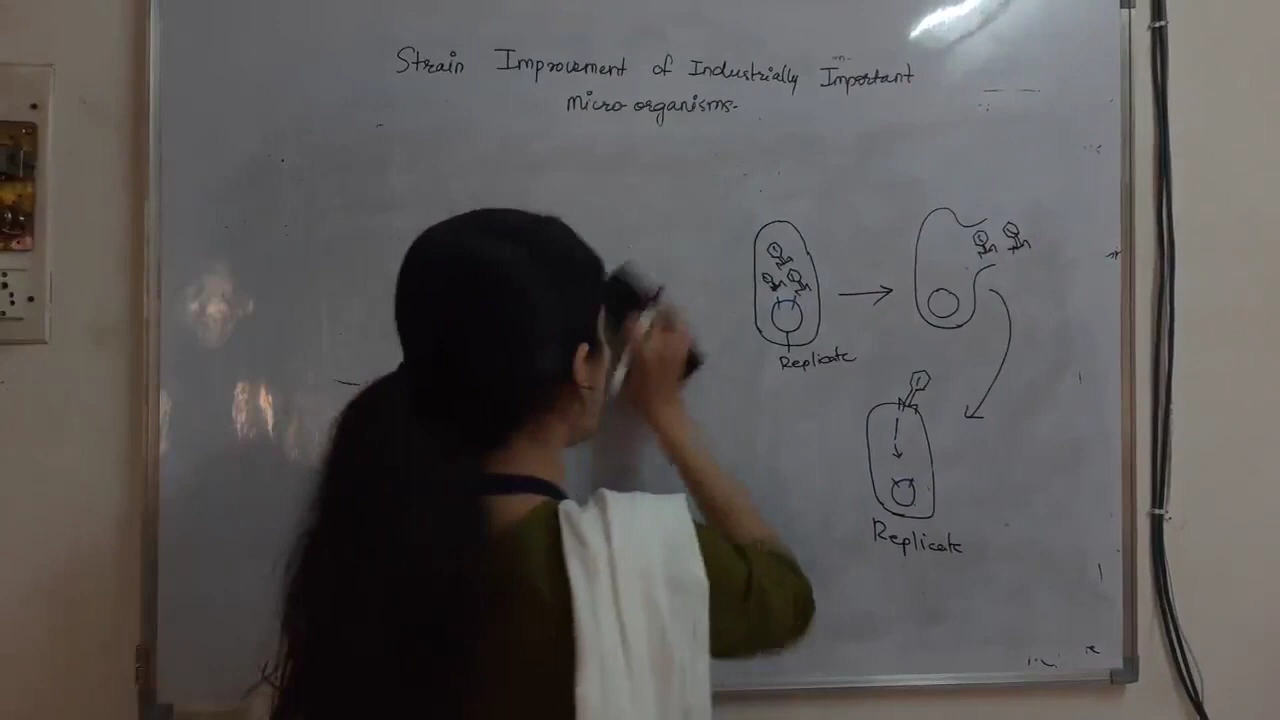 Strain Improvement of Industrially Important
Micro organisms.
Replicate
Replicate